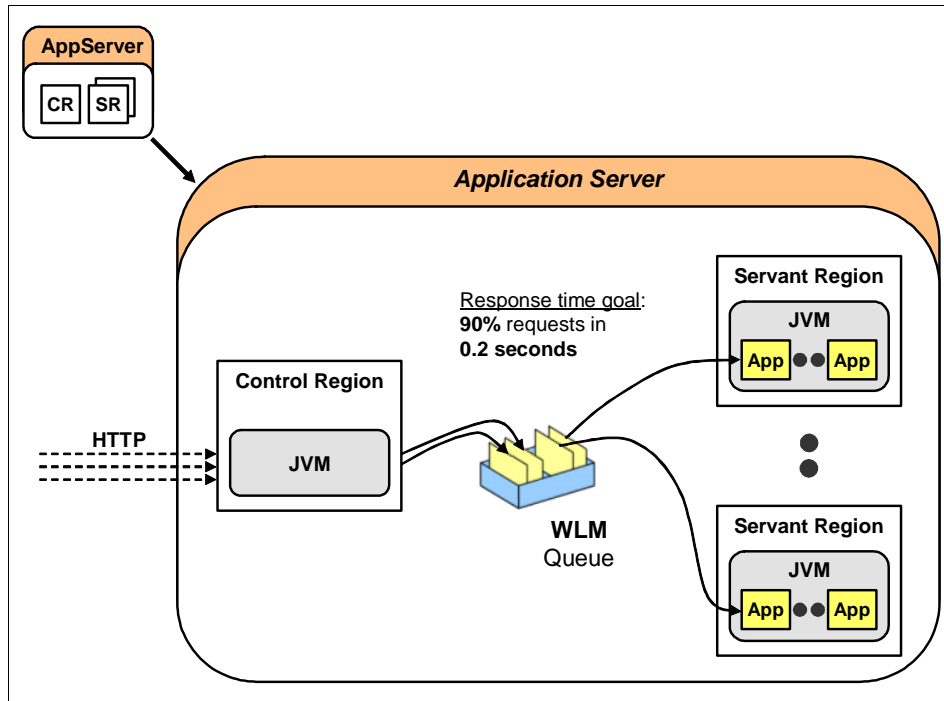 AppServer
CR
SR
Application Server
Response time goal:
90% requests in
0.2 seconds
Servant Region
JVM
App
App
Control Region
JVM
HTTP
WLM
Queue
Servant Region
JVM
App
App